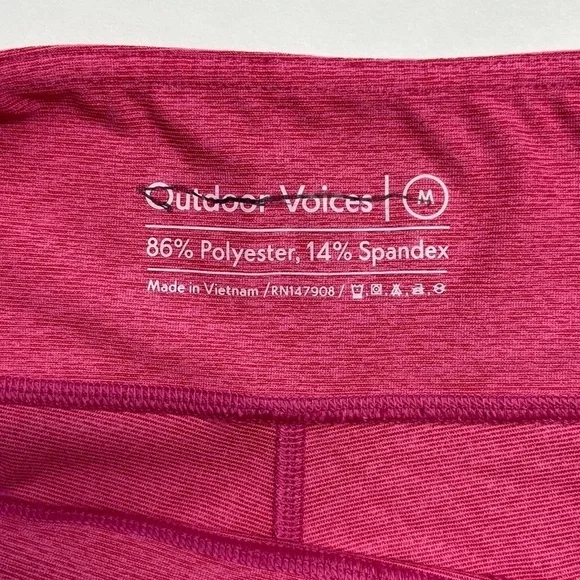 Outdoor Voices | M
86% Polyester, 14% Spandex
Made in Vietnam /RN147908/